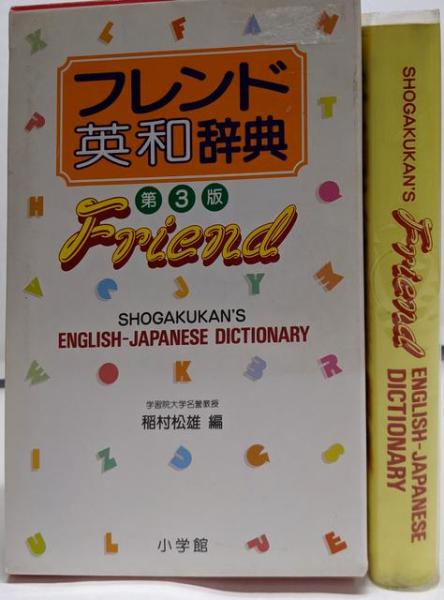 フレンド
英和辞典
第3版
Friend
SHOGAKUKAN'S
ENGLISH-JAPANESE DICTIONARY
学習院大学名誉教授
稲村松雄 編
小学館
SHOGAKUKAN'S
Friend
ENGLISH-JAPANESE
DICTIONARY